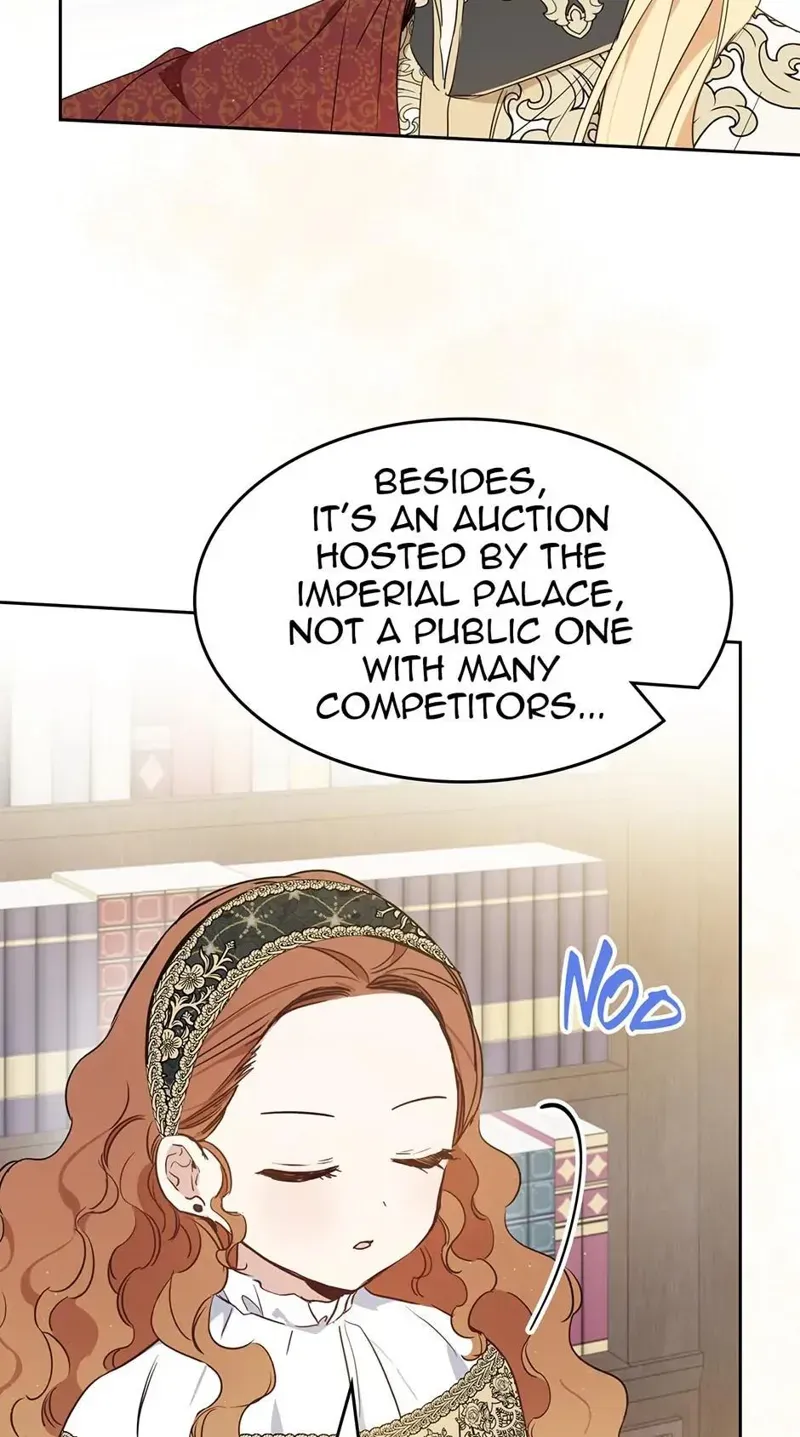 BESIDES,
IT'S AN AUCTION
HOSTED BY THE
IMPERIAL PALACE,
NOT A PUBLIC ONE
WITH MANY
COMPETITORS...
NOD